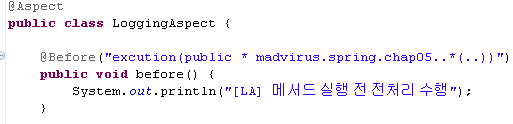 @Aspect
public class LoggingAspect {
@Before("excution(public * madvirus.spring.chap05..*(..))")
public void before() {
System.out.println("[LA] 메서드 실행 전 전처리 수행");
}